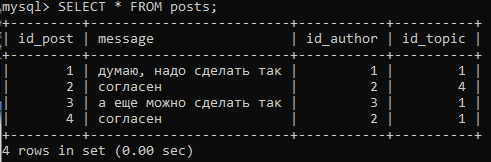 mysql> SELECT * FROM posts;
+---------+--------------------------+-----------+----------+
| id_post | message                  | id_author | id_topic |
+---------+--------------------------+-----------+----------+
|       1 | думаю, надо сделать так  |         1 |        1 |
|       2 | согласен                 |         2 |        4 |
|       3 | а еще можно сделать так  |         3 |        1 |
|       4 | согласен                 |         2 |        1 |
+---------+--------------------------+-----------+----------+
4 rows in set (0.00 sec)